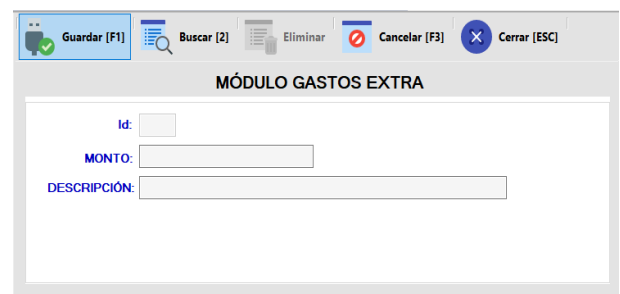 Guardar [F1] Buscar [2] Eliminar Cancelar [F3] Cerrar [ESC]
MÓDULO GASTOS EXTRA
Id:
MONTO:
DESCRIPCIÓN: